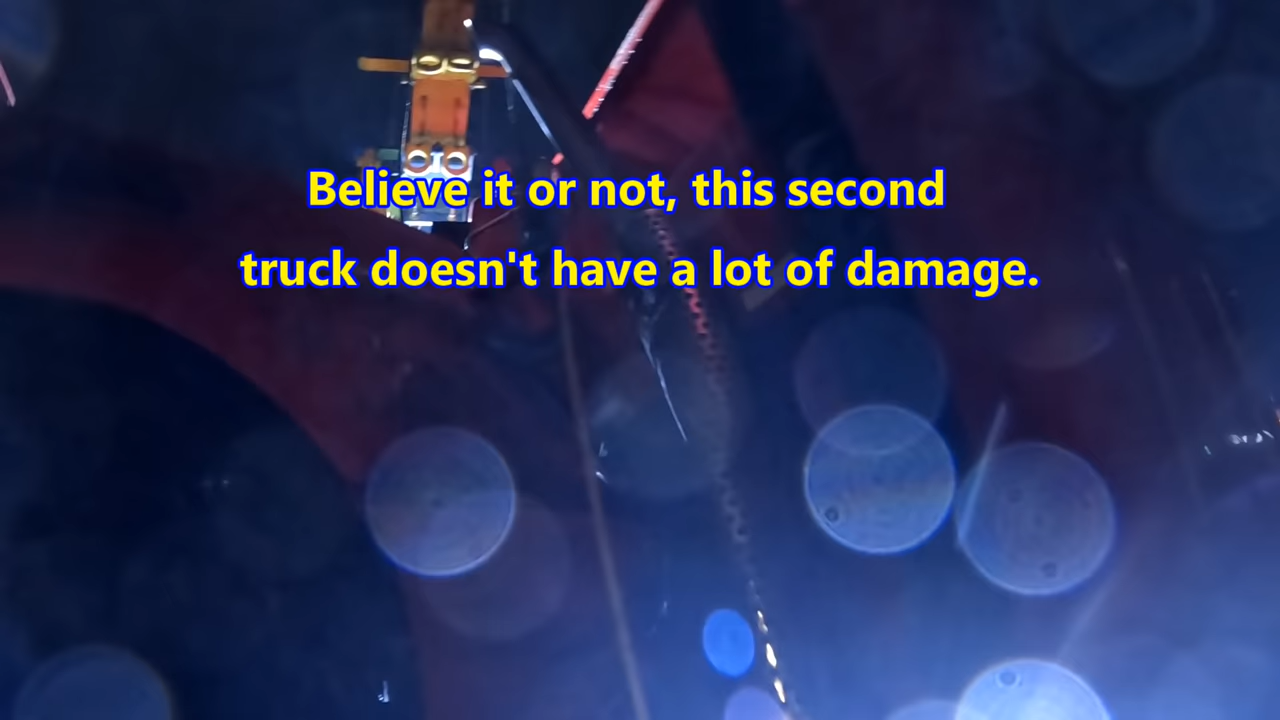 Believe it or not, this second
truck doesn't have a lot of damage.